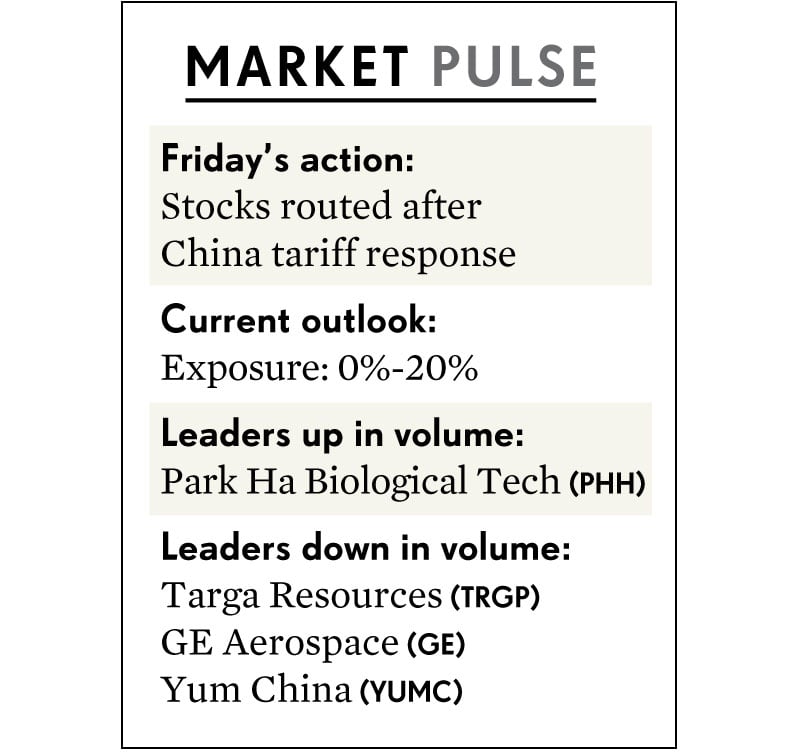 MARKET PULSE
Friday’s action:
Stocks routed after
China tariff response
Current outlook:
Exposure: 0%-20%
Leaders up in volume:
Park Ha Biological Tech (PHH)
Leaders down in volume:
Targa Resources (TRGP)
GE Aerospace (GE)
Yum China (YUMC)